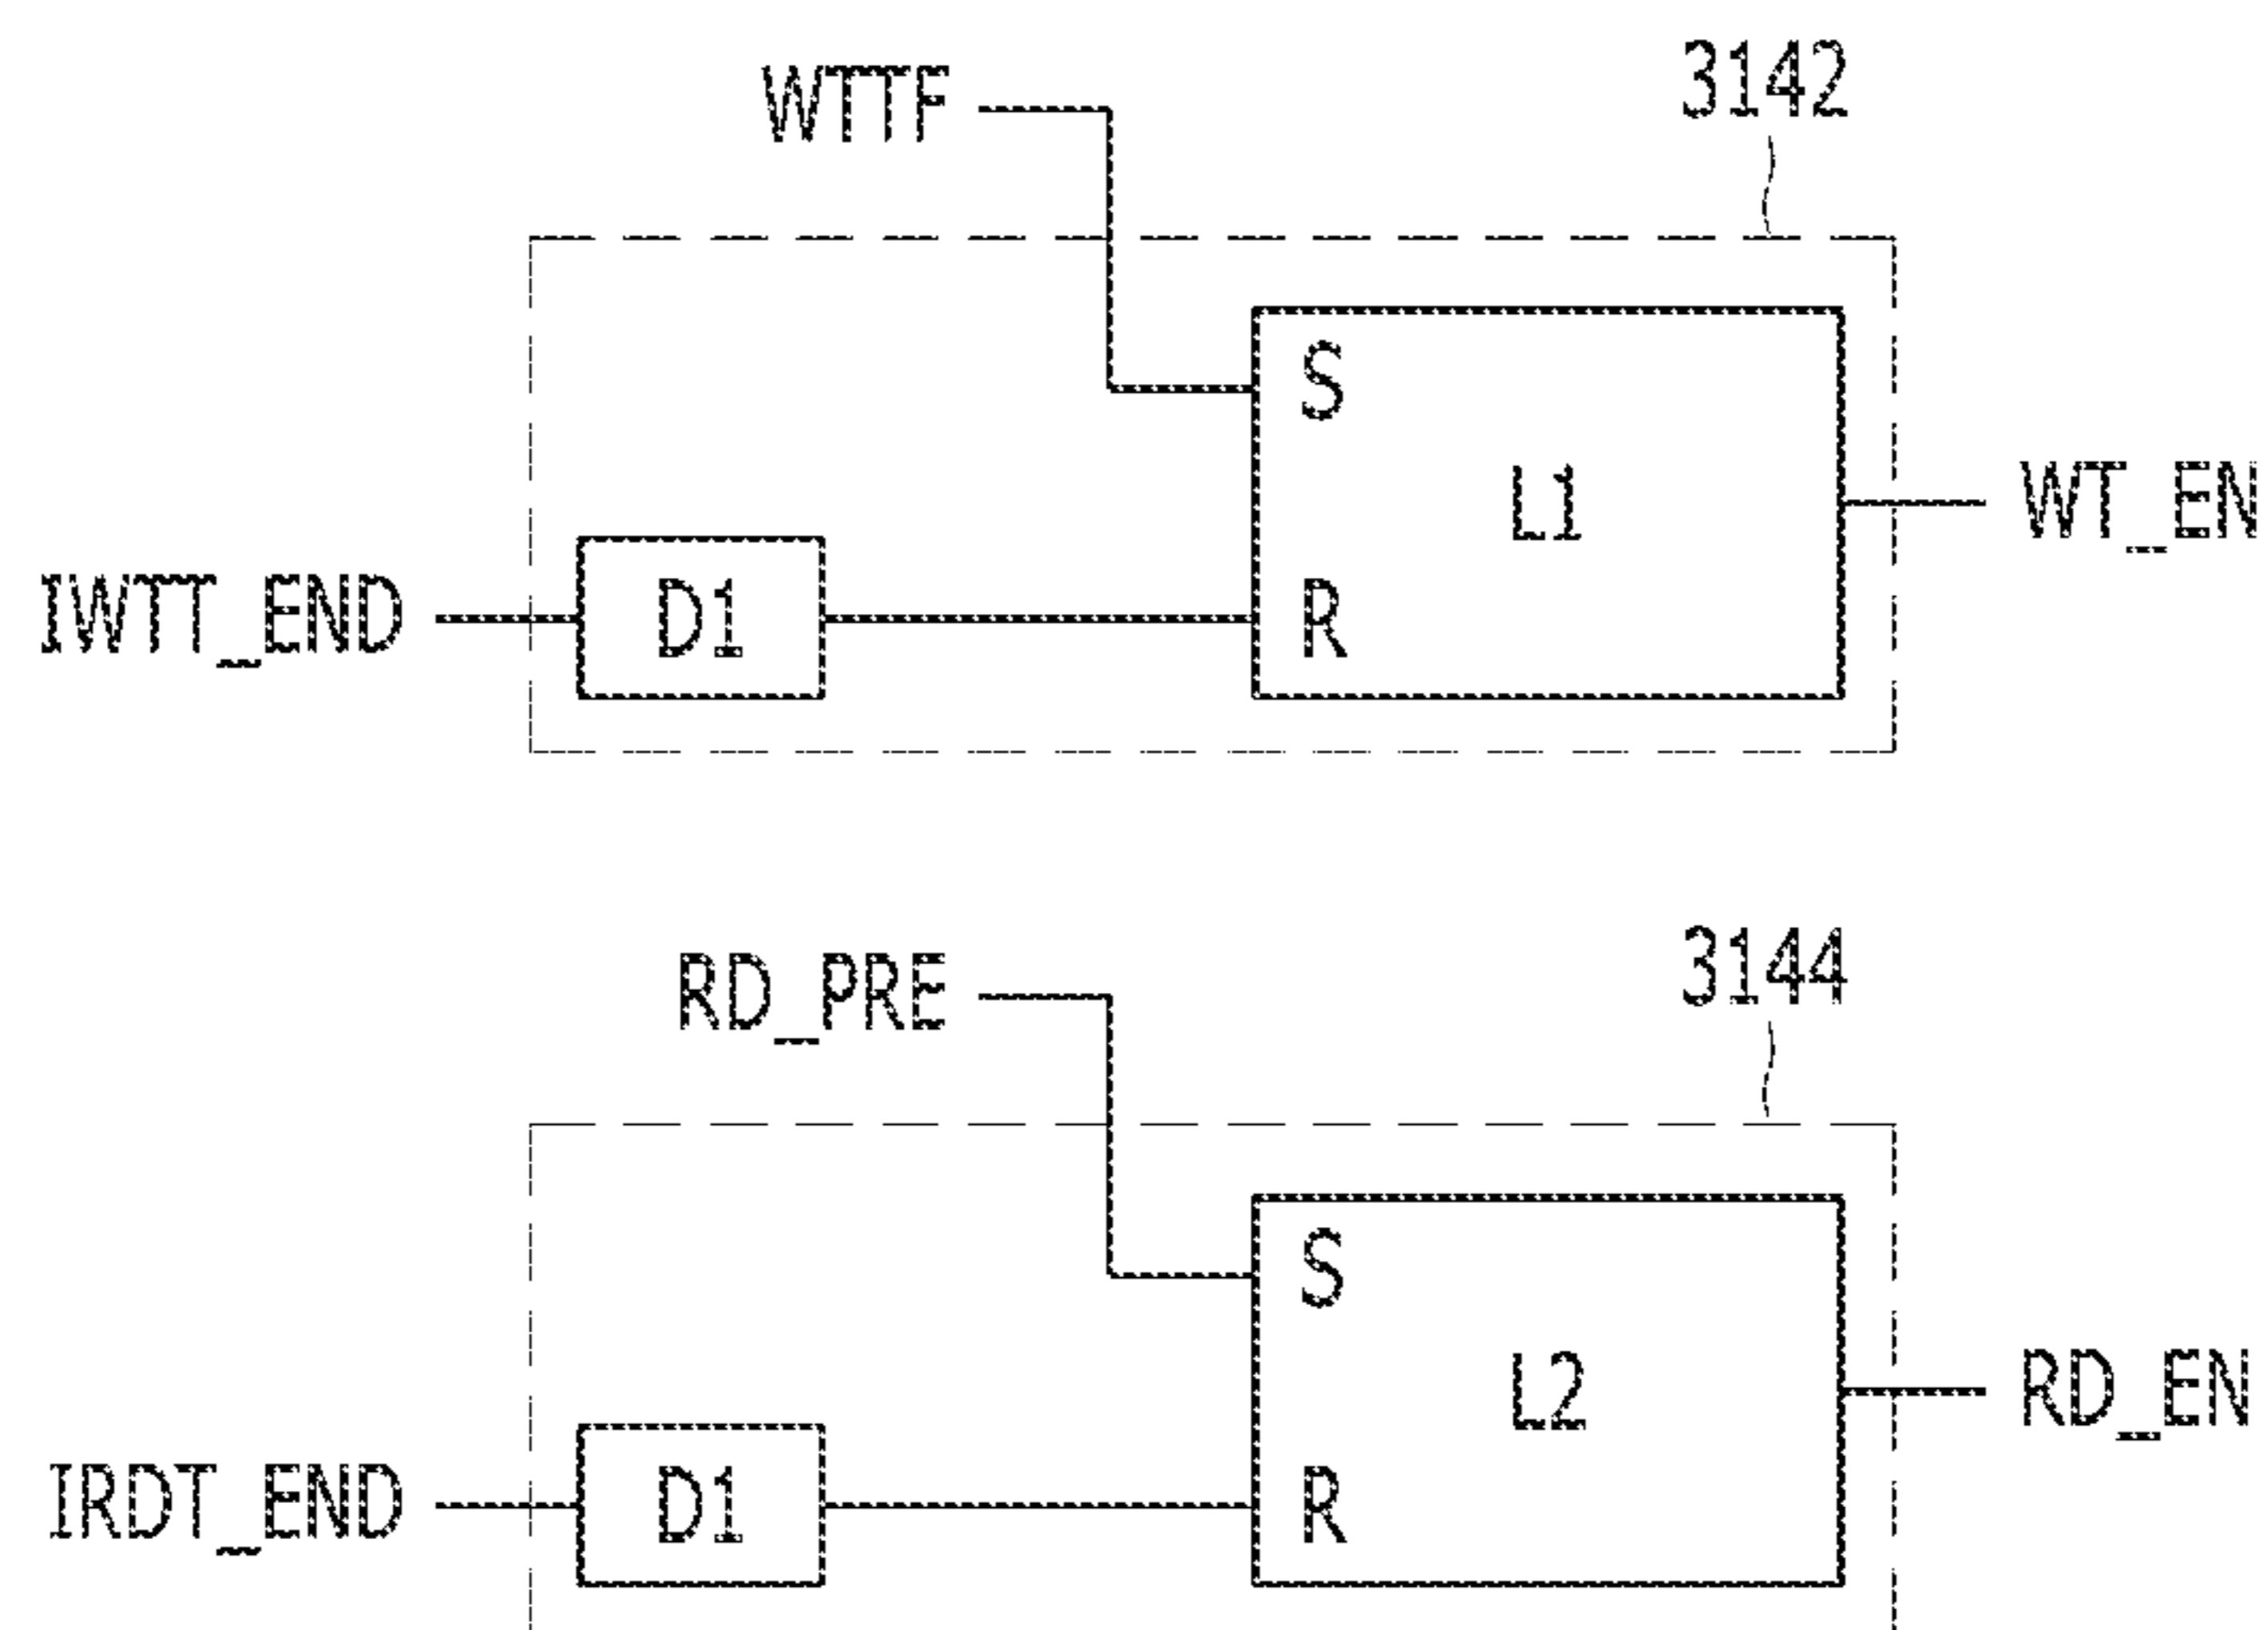 3142
WTTF
S
L1
WT_EN
IWTT_END
D1
R
3144
RD_PRE
S
L2
RD_EN
IRDT_END
D1
R